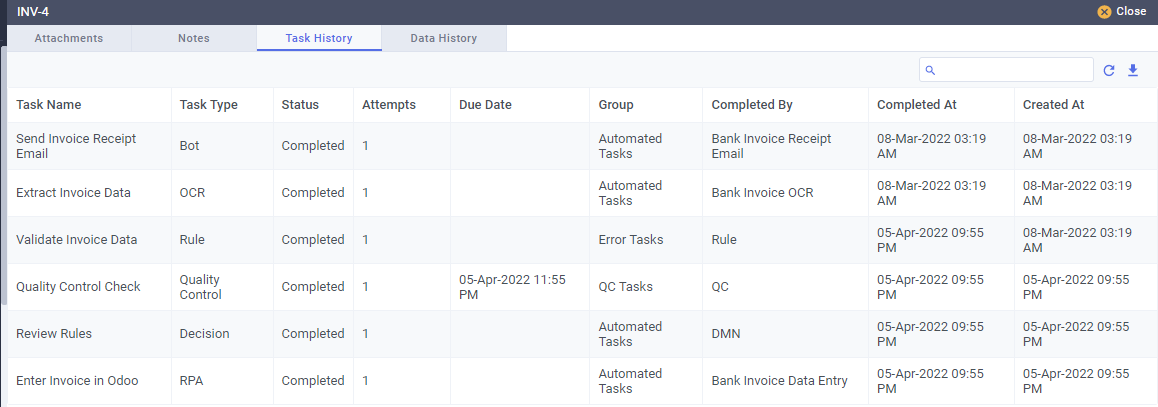 INV-4
Close
Attachments Notes Task History Data History
Task Name Task Type Status Attempts Due Date Group Completed By Completed At Created At
Send Invoice Receipt Email Bot Completed 1 Automated Tasks Bank Invoice Receipt Email 08-Mar-2022 03:19 AM 08-Mar-2022 03:19 AM
Extract Invoice Data OCR Completed 1 Automated Tasks Bank Invoice OCR 08-Mar-2022 03:19 AM 08-Mar-2022 03:19 AM
Validate Invoice Data Rule Completed 1 Error Tasks Rule 05-Apr-2022 09:55 PM 08-Mar-2022 03:19 AM
Quality Control Check Quality Control Completed 1 05-Apr-2022 11:55 PM QC Tasks QC 05-Apr-2022 09:55 PM 05-Apr-2022 09:55 PM
Review Rules Decision Completed 1 Automated Tasks DMN 05-Apr-2022 09:55 PM 05-Apr-2022 09:55 PM
Enter Invoice in Odoo RPA Completed 1 Automated Tasks Bank Invoice Data Entry 05-Apr-2022 09:55 PM 05-Apr-2022 09:55 PM